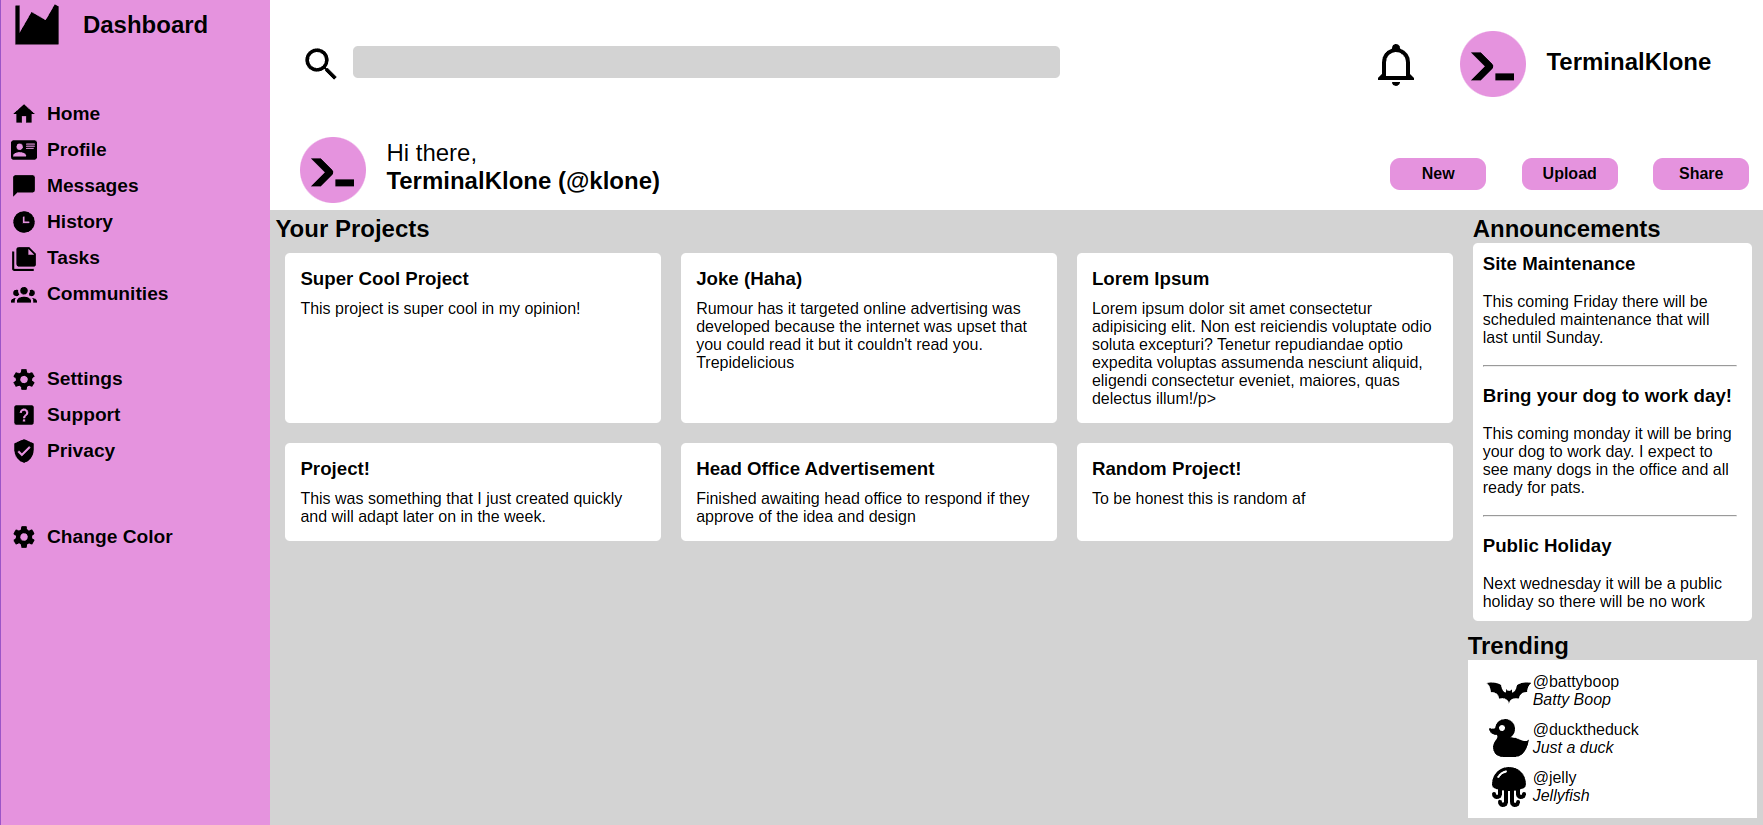 Dashboard
Home
Profile
Messages
History
Tasks
Communities
Settings
Support
Privacy
Change Color
TerminalKlone
Hi there,
TerminalKlone (@klone)
New
Upload
Share
Your Projects
Super Cool Project
This project is super cool in my opinion!
Joke (Haha)
Rumour has it targeted online advertising was
developed because the internet was upset that
you could read it but it couldn't read you.
Trepidelicious
Lorem Ipsum
Lorem ipsum dolor sit amet consectetur
adipisicing elit. Non est reiciendis voluptate odio
soluta excepturi? Tenetur repudiandae optio
expedita voluptas assumenda nesciunt aliquid,
eligendi consectetur eveniet, maiores, quas
delectus illum!/p>
Project!
This was something that I just created quickly
and will adapt later on in the week.
Head Office Advertisement
Finished awaiting head office to respond if they
approve of the idea and design
Random Project!
To be honest this is random af
Announcements
Site Maintenance
This coming Friday there will be
scheduled maintenance that will
last until Sunday.
Bring your dog to work day!
This coming monday it will be bring
your dog to work day. I expect to
see many dogs in the office and all
ready for pats.
Public Holiday
Next wednesday it will be a public
holiday so there will be no work
Trending
@battyboop
Batty Boop
@ducktheduck
Just a duck
@jelly
Jellyfish